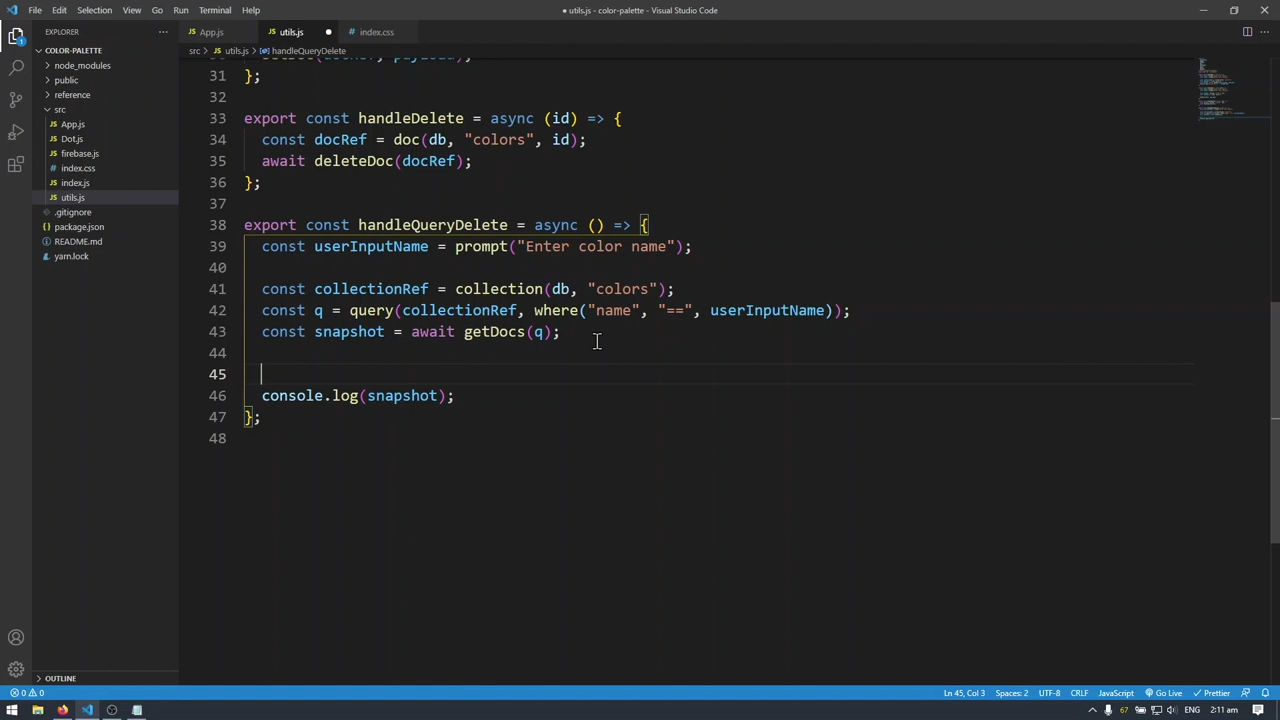 File Edit Selection View Go Run Terminal Help
● utils.js - color-palette - Visual Studio Code
EXPLORER
COLOR-PALETTE
node_modules
public
reference
src
App.js
Dot.js
firebase.js
index.css
index.js
utils.js
.gitignore
package.json
README.md
yarn.lock
OUTLINE
App.js utils.js index.css
src > utils.js > handleQueryDelete
31 };
32
33 export const handleDelete = async (id) => {
34 const docRef = doc(db, "colors", id);
35 await deleteDoc(docRef);
36 };
37
38 export const handleQueryDelete = async () => {
39 const userInputName = prompt("Enter color name");
40
41 const collectionRef = collection(db, "colors");
42 const q = query(collectionRef, where("name", "==", userInputName));
43 const snapshot = await getDocs(q);
44
45
46 console.log(snapshot);
47 };
48
0 0 Ln 45, Col 3 Spaces: 2 UTF-8 CRLF JavaScript Go Live Prettier
67 ENG 2:11 am